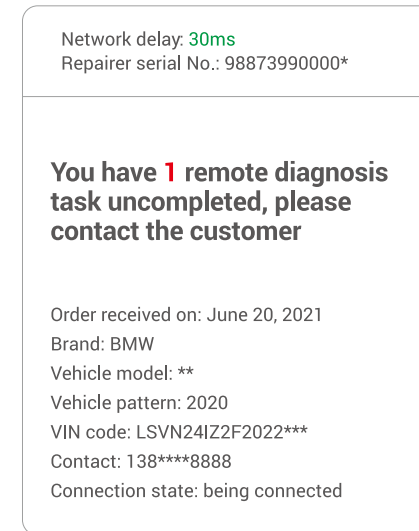 Network delay: 30ms
Repairer serial No.: 98873990000*
You have 1 remote diagnosis
task uncompleted, please
contact the customer
Order received on: June 20, 2021
Brand: BMW
Vehicle model: **
Vehicle pattern: 2020
VIN code: LSVN24IZ2F2022***
Contact: 138****8888
Connection state: being connected